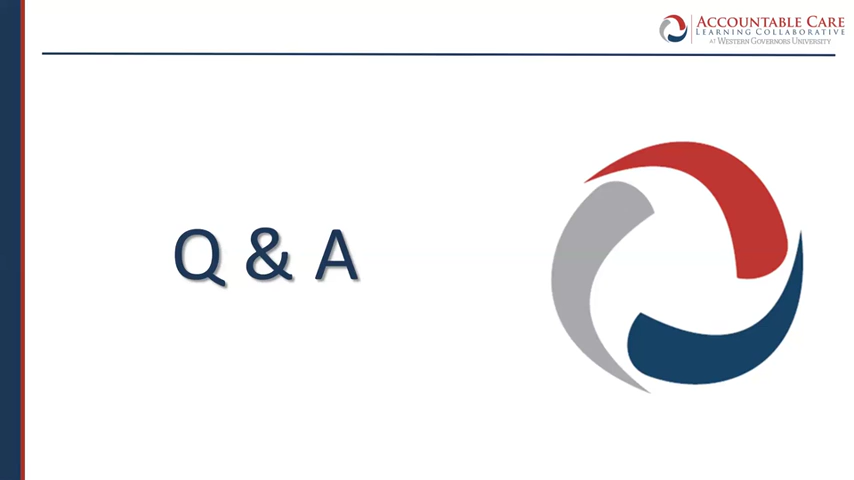 ACCOUNTABLE CARE
LEARNING COLLABORATIVE
AT WESTERN GOVERNORS UNIVERSITY
Q & A